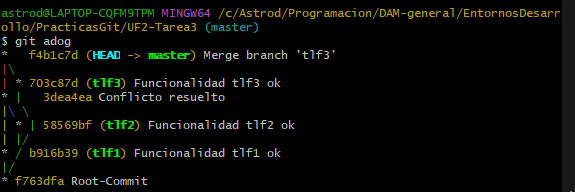 astrod@LAPTOP-CQFM9TPM MINGW64 /c/Astrod/Programacion/DAM-general/EntornosDesarr
ollo/PracticasGit/UF2-Tarea3 (master)
$ git adog
*   f4b1c7d (HEAD -> master) Merge branch 'tlf3'
|\
| * 703c87d (tlf3) Funcionalidad tlf3 ok
* |   3dea4ea Conflicto resuelto
|\ \
| * | 58569bf (tlf2) Funcionalidad tlf2 ok
| |/
* / b916b39 (tlf1) Funcionalidad tlf1 ok
|/
* f763dfa Root-Commit